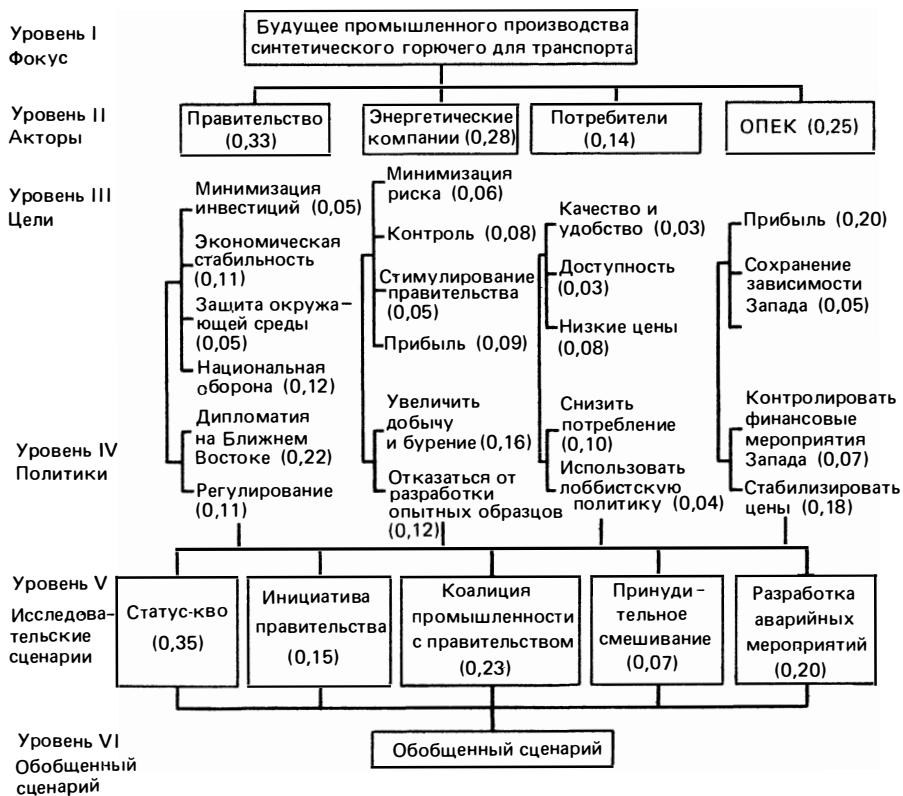 Уровень I
Фокус
Будущее промышленного производства
синтетического горючего для транспорта
Уровень II
Акторы
Правительство
(0,33)
Энергетические
компании (0,28)
Потребители
(0,14)
ОПЕК (0,25)
Уровень III
Цели
Минимизация
инвестиций (0,05)
Экономическая
стабильность
(0,11)
Защита окружа–
ющей среды
(0,05)
Национальная
оборона (0,12)
Минимизация
риска (0,06)
Контроль (0,08)
Стимулирование
правительства
(0,05)
Прибыль (0,09)
Качество и
удобство (0,03)
Доступность
(0,03)
Низкие цены
(0,08)
Прибыль (0,20)
Сохранение
зависимости
Запада (0,05)
Уровень IV
Политики
Дипломатия
на Ближнем
Востоке (0,22)
Регулирование
(0,11)
Увеличить
добычу
и бурение (0,16)
Отказаться от
разработки
опытных образцов
(0,12)
Снизить
потребление
(0,10)
Использовать
лоббистскую
политику (0,04)
Контролировать
финансовые
мероприятия
Запада (0,07)
Стабилизировать
цены (0,18)
Уровень V
Исследова–
тельские
сценарии
Статус-кво
(0,35)
Инициатива
правительства
(0,15)
Коалиция
промышленности
с правительством
(0,23)
Принуди–
тельное
смешивание
(0,07)
Разработка
аварийных
мероприятий
(0,20)
Уровень VI
Обобщенный
сценарий
Обобщенный сценарий